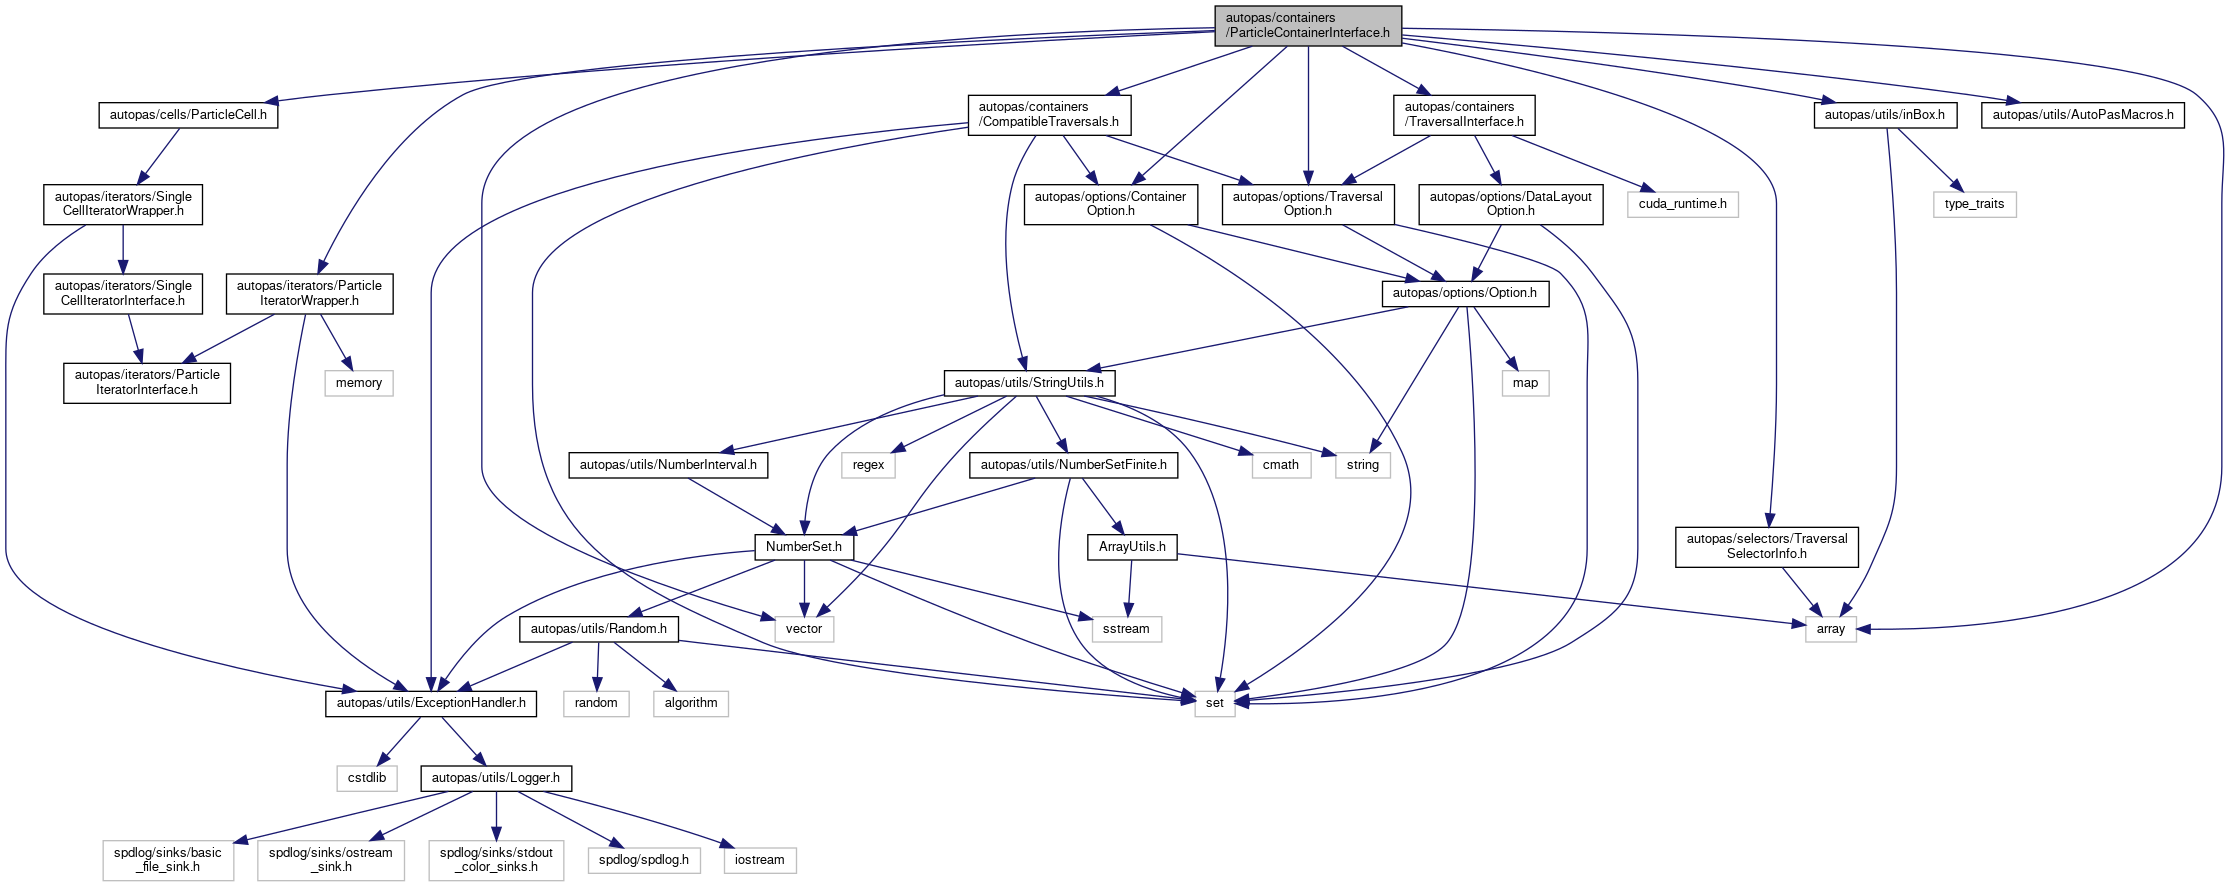 autopas/containers
/ParticleContainerInterface.h
autopas/cells/ParticleCell.h
autopas/containers
/CompatibleTraversals.h
autopas/containers
/TraversalInterface.h
autopas/utils/inBox.h
autopas/utils/AutoPasMacros.h
autopas/iterators/Single
CellIteratorWrapper.h
autopas/options/Container
Option.h
autopas/options/Traversal
Option.h
autopas/options/DataLayout
Option.h
cuda_runtime.h
type_traits
autopas/iterators/Single
CellIteratorInterface.h
autopas/iterators/Particle
IteratorWrapper.h
autopas/options/Option.h
autopas/iterators/Particle
IteratorInterface.h
memory
autopas/utils/StringUtils.h
map
autopas/utils/NumberInterval.h
regex
autopas/utils/NumberSetFinite.h
cmath
string
NumberSet.h
ArrayUtils.h
autopas/selectors/Traversal
SelectorInfo.h
autopas/utils/Random.h
vector
sstream
array
autopas/utils/ExceptionHandler.h
random
algorithm
set
cstdlib
autopas/utils/Logger.h
spdlog/sinks/basic
_file_sink.h
spdlog/sinks/ostream
_sink.h
spdlog/sinks/stdout
_color_sinks.h
spdlog/spdlog.h
iostream